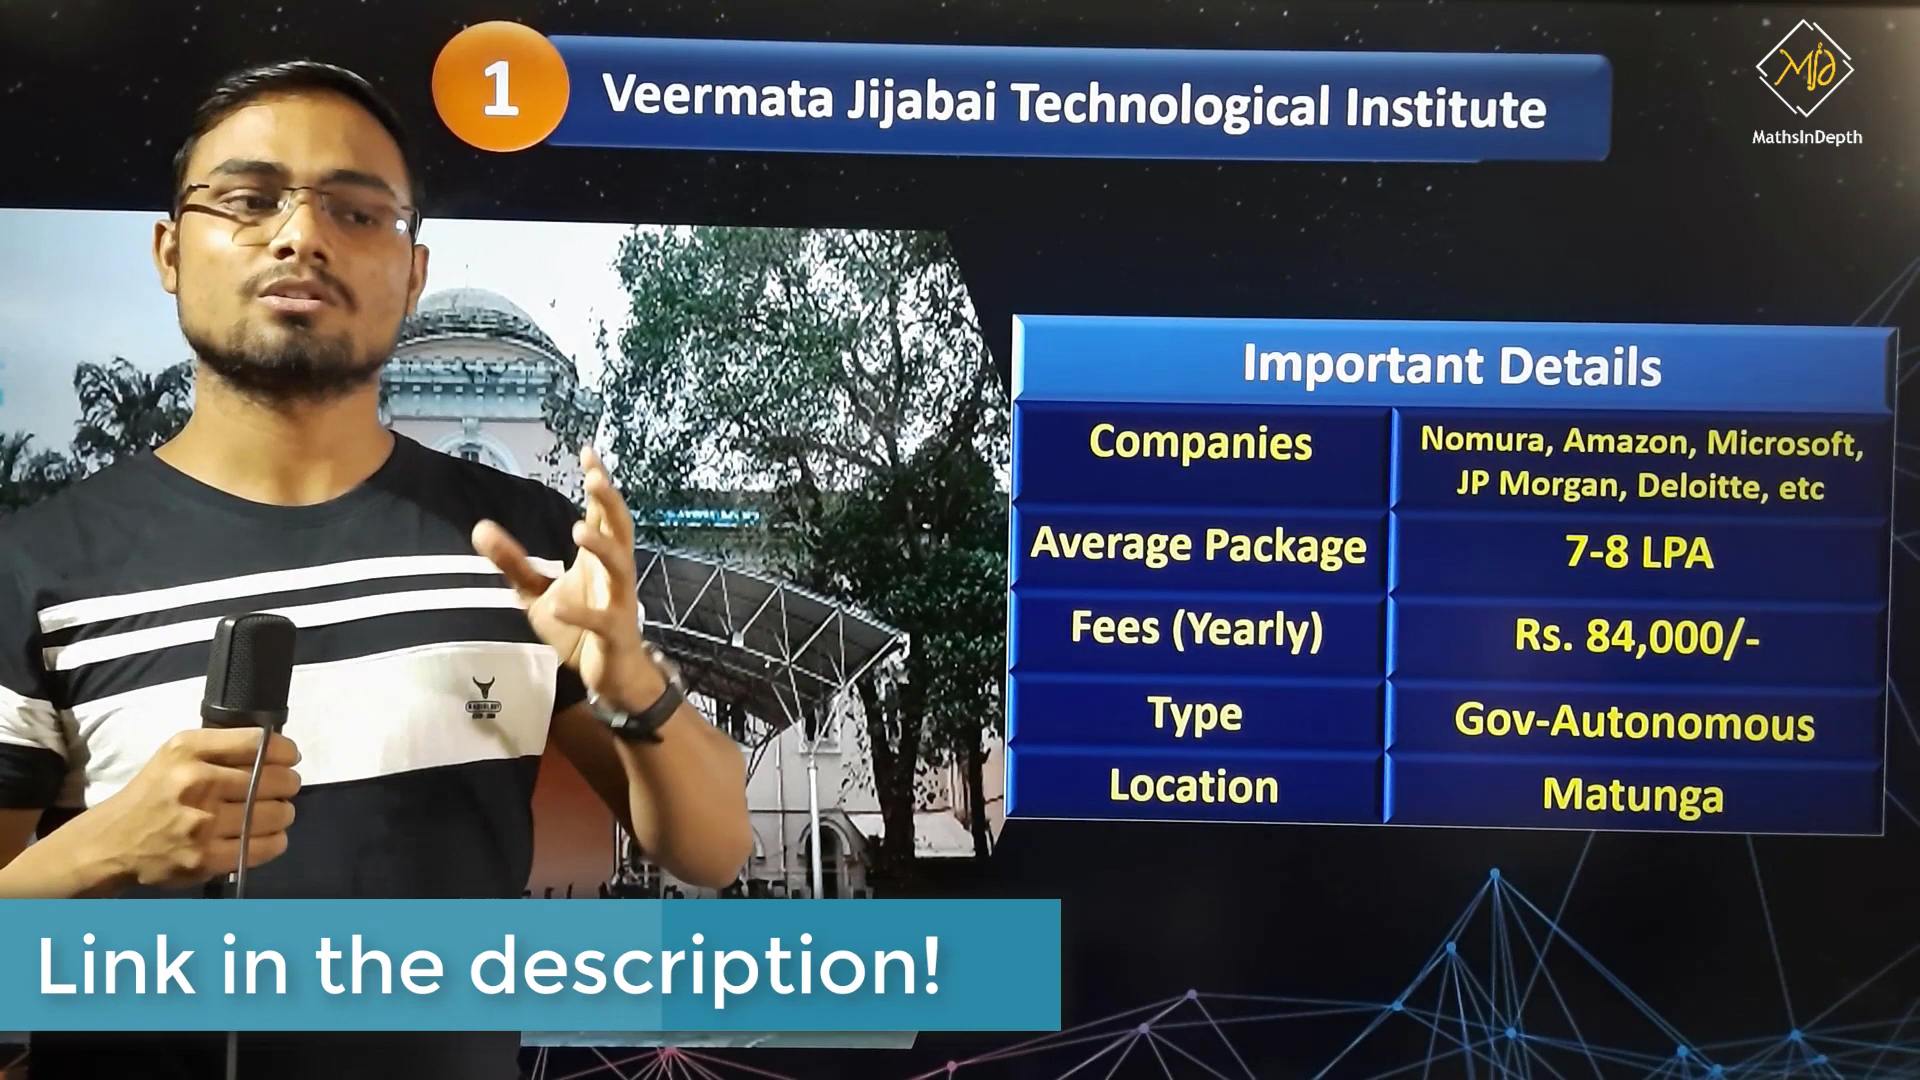 1
Veermata Jijabai Technological Institute
MathsInDepth
Important Details
Companies
Nomura, Amazon, Microsoft,
JP Morgan, Deloitte, etc
Average Package
7-8 LPA
Fees (Yearly)
Rs. 84,000/-
Type
Gov-Autonomous
Location
Matunga
Link in the description!